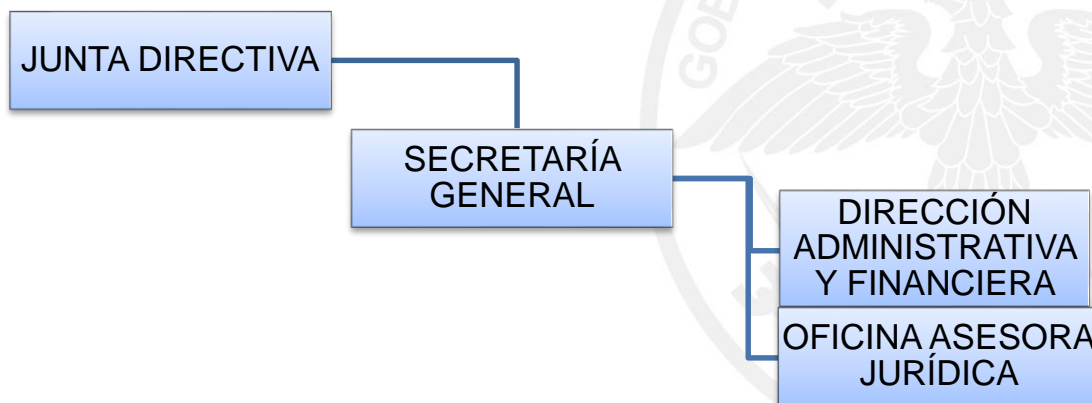 JUNTA DIRECTIVA
SECRETARÍA
GENERAL
DIRECCIÓN
ADMINISTRATIVA
Y FINANCIERA
OFICINA ASESORA
JURÍDICA